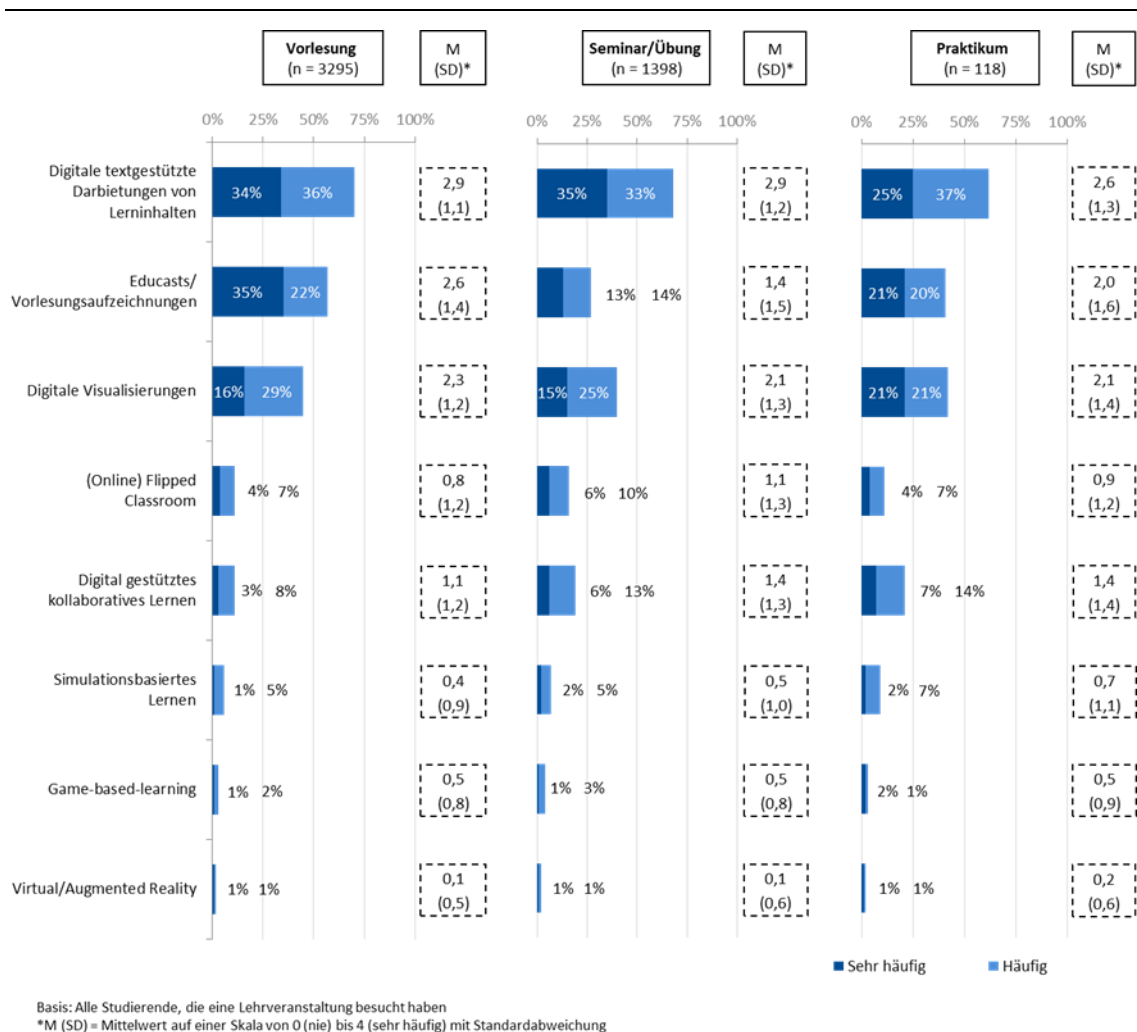 Vorlesung
(n = 3295)
M
(SD)*
Seminar/Übung
(n = 1398)
M
(SD)*
Praktikum
(n = 118)
M
(SD)*
0% 25% 50% 75% 100%
0% 25% 50% 75% 100%
0% 25% 50% 75% 100%
Digitale textgestützte
Darbietungen von
Lerninhalten
34% 36%
2,9
(1,1)
35% 33%
2,9
(1,2)
25% 37%
2,6
(1,3)
Educasts/
Vorlesungsaufzeichnungen
35% 22%
2,6
(1,4)
13% 14%
1,4
(1,5)
21% 20%
2,0
(1,6)
Digitale Visualisierungen
16% 29%
2,3
(1,2)
15% 25%
2,1
(1,3)
21% 21%
2,1
(1,4)
(Online) Flipped
Classroom
4% 7%
0,8
(1,2)
6% 10%
1,1
(1,3)
4% 7%
0,9
(1,2)
Digital gestütztes
kollaboratives Lernen
3% 8%
1,1
(1,2)
6% 13%
1,4
(1,3)
7% 14%
1,4
(1,4)
Simulationsbasiertes
Lernen
1% 5%
0,4
(0,9)
2% 5%
0,5
(1,0)
2% 7%
0,7
(1,1)
Game-based-learning
1% 2%
0,5
(0,8)
1% 3%
0,5
(0,8)
2% 1%
0,5
(0,9)
Virtual/Augmented Reality
1% 1%
0,1
(0,5)
1% 1%
0,1
(0,6)
1% 1%
0,2
(0,6)
Sehr häufig Häufig
Basis: Alle Studierende, die eine Lehrveranstaltung besucht haben
*M (SD) = Mittelwert auf einer Skala von 0 (nie) bis 4 (sehr häufig) mit Standardabweichung